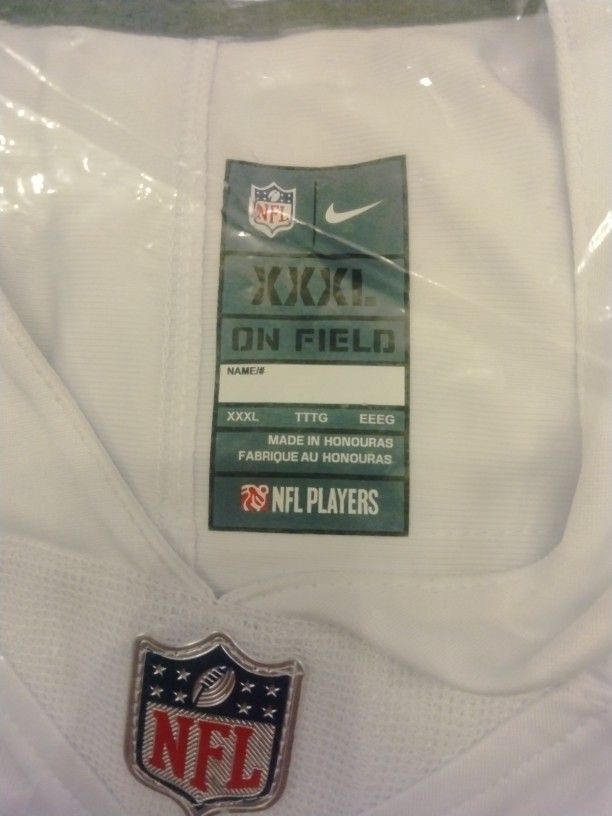 NFL
XXXL
ON FIELD
NAME/#
XXXL TTTG EEEG
MADE IN HONOURAS
FABRIQUE AU HONOURAS
NFL PLAYERS
NFL